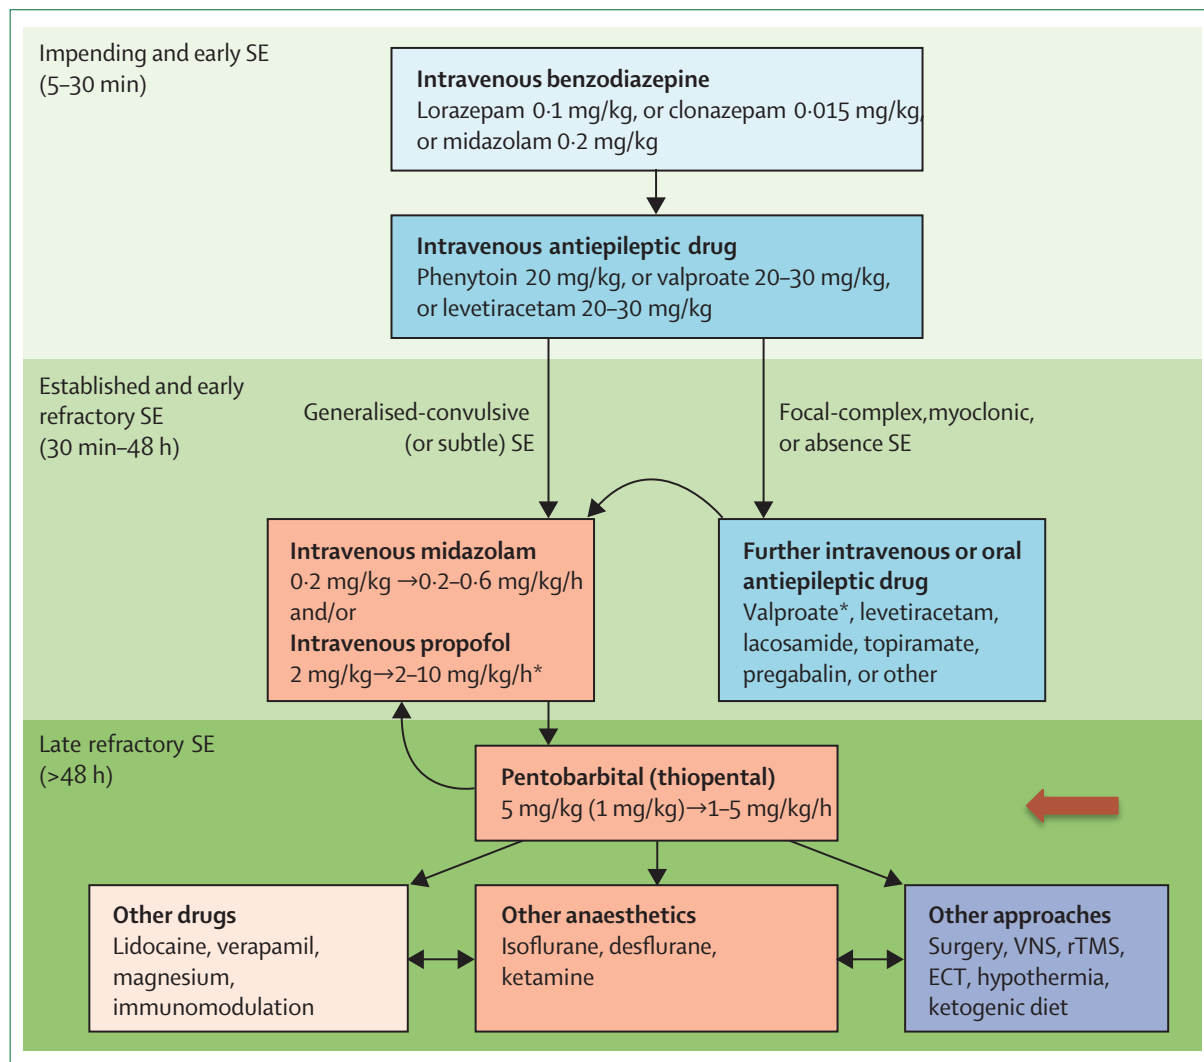 Impending and early SE
(5–30 min)
Intravenous benzodiazepine
Lorazepam 0·1 mg/kg, or clonazepam 0·015 mg/kg,
or midazolam 0·2 mg/kg
Intravenous antiepileptic drug
Phenytoin 20 mg/kg, or valproate 20–30 mg/kg,
or levetiracetam 20–30 mg/kg
Established and early
refractory SE
(30 min–48 h)
Generalised-convulsive
(or subtle) SE
Focal-complex,myoclonic,
or absence SE
Intravenous midazolam
0·2 mg/kg →0·2–0·6 mg/kg/h
and/or
Intravenous propofol
2 mg/kg→2–10 mg/kg/h*
Further intravenous or oral
antiepileptic drug
Valproate*, levetiracetam,
lacosamide, topiramate,
pregabalin, or other
Late refractory SE
(>48 h)
Pentobarbital (thiopental)
5 mg/kg (1 mg/kg)→1–5 mg/kg/h
Other drugs
Lidocaine, verapamil,
magnesium,
immunomodulation
Other anaesthetics
Isoflurane, desflurane,
ketamine
Other approaches
Surgery, VNS, rTMS,
ECT, hypothermia,
ketogenic diet